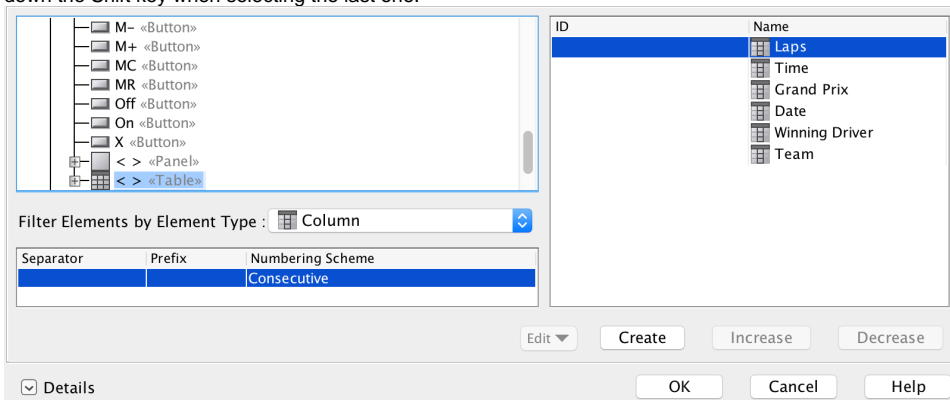 down the Shift key when selecting the last one.
M- «Button»
M+ «Button»
MC «Button»
MR «Button»
Off «Button»
On «Button»
X «Button»
< > «Panel»
< > «Table»
Filter Elements by Element Type : Column
Separator Prefix Numbering Scheme
Consecutive
ID Name
Laps
Time
Grand Prix
Date
Winning Driver
Team
Edit Create Increase Decrease
Details OK Cancel Help